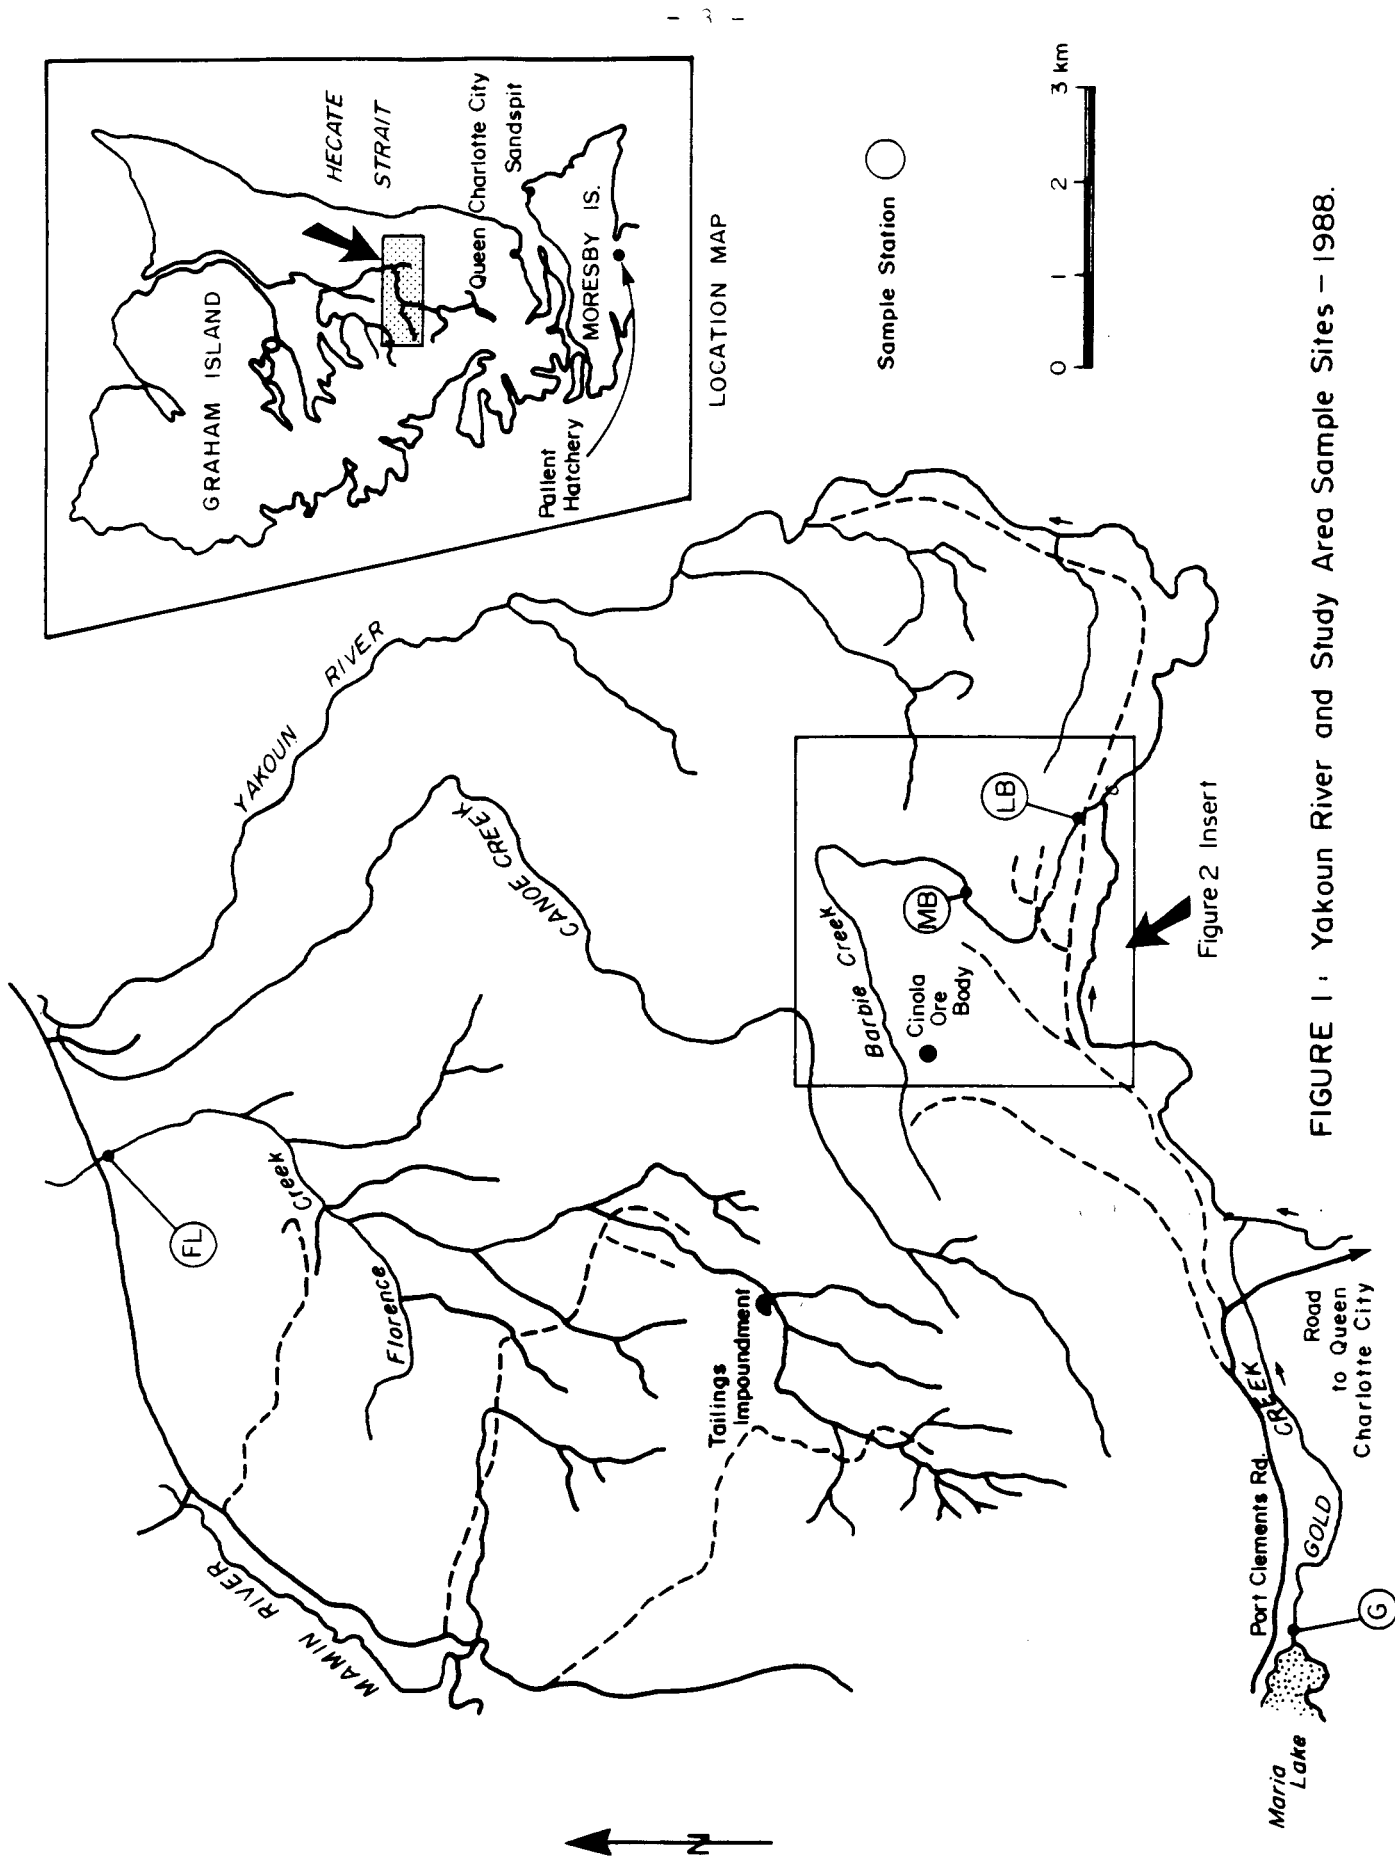 - 3 -
HECATE
STRAIT
GRAHAM ISLAND
Queen Charlotte City
Sandspit
MORESBY IS.
Pallent
Hatchery
LOCATION MAP
Sample Station
0 1 2 3 km
YAKOUN RIVER
CANOE CREEK
FL
Florence Creek
MAMIN RIVER
Tailings
Impoundment
Barbie Creek
Cinola
Ore
Body
MB
LB
Figure 2 Insert
Port Clements Rd.
GOLD CREEK
CREEK
Road
to Queen
Charlotte City
G
Maria
Lake
N
FIGURE 1: Yakoun River and Study Area Sample Sites - 1988.